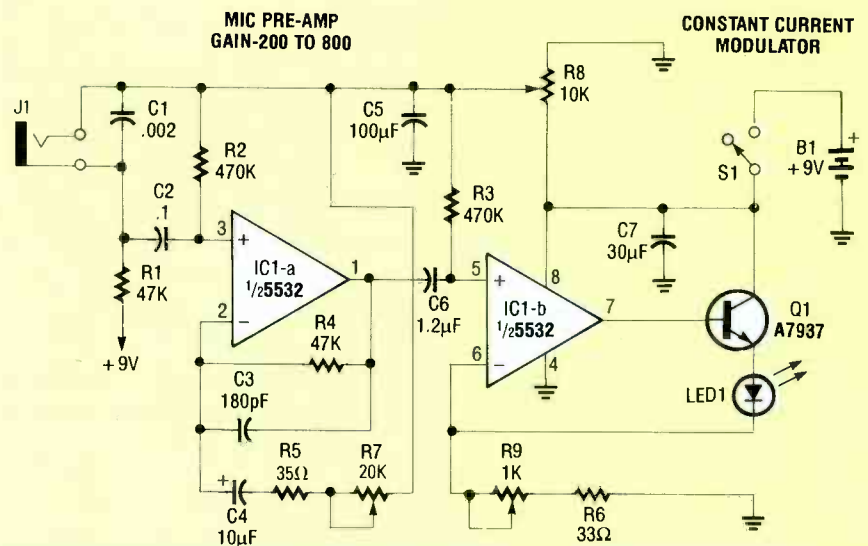 MIC PRE-AMP
GAIN-200 TO 800
CONSTANT CURRENT
MODULATOR
J1
C1
.002
R2
470K
C5
100µF
R8
10K
S1
B1
+9V
+
C2
.1
R3
470K
C7
30µF
3
+
IC1-a
1/2 5532
1
2
−
R1
47K
+9V
R4
47K
C6
1.2µF
5
+
8
IC1-b
1/2 5532
7
6
−
4
Q1
A7937
LED1
C3
180pF
+
C4
10µF
R5
35Ω
R7
20K
R9
1K
R6
33Ω